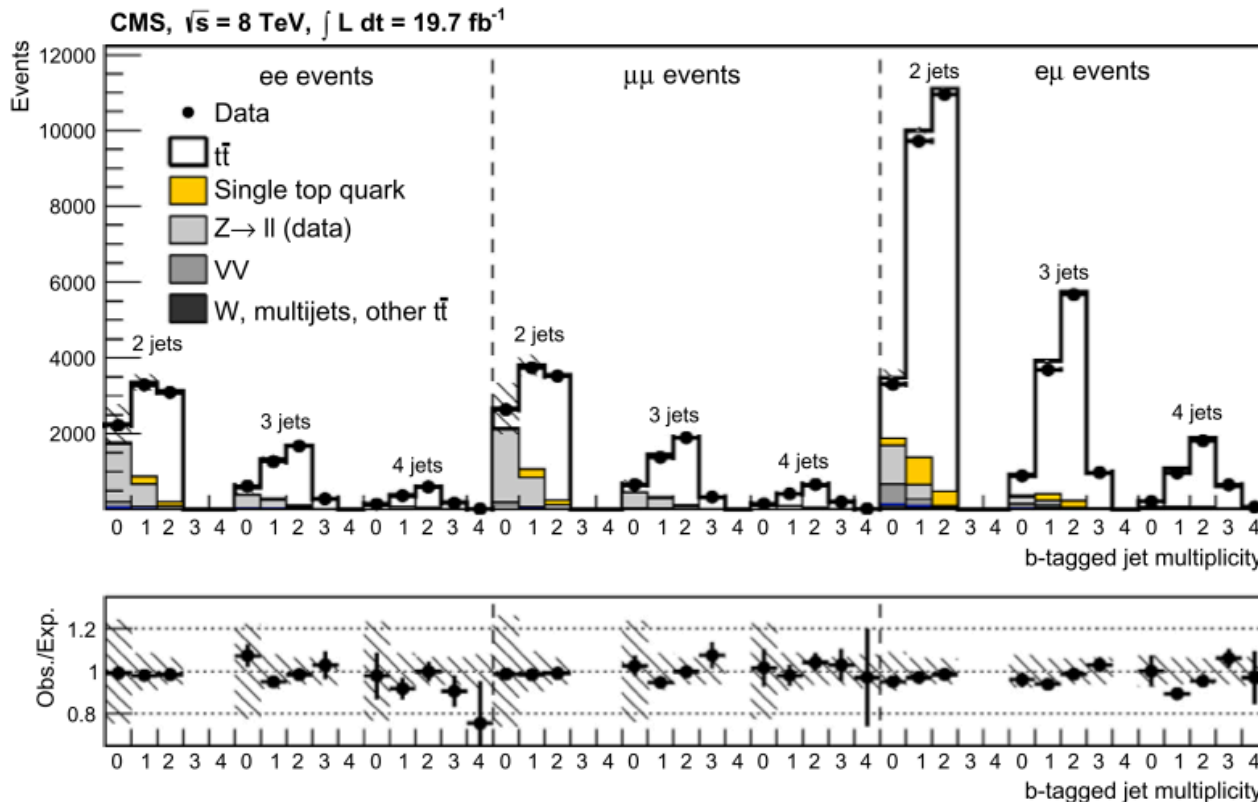 CMS, √s = 8 TeV, ∫ L dt = 19.7 fb⁻¹
Events
12000
10000
8000
6000
4000
2000
ee events
μμ events
eμ events
Data
tt̄
Single top quark
Z→ ll (data)
VV
W, multijets, other tt̄
2 jets
3 jets
4 jets
2 jets
3 jets
4 jets
2 jets
3 jets
4 jets
0 1 2 3 4 0 1 2 3 4 0 1 2 3 4 0 1 2 3 4 0 1 2 3 4 0 1 2 3 4 0 1 2 3 4 0 1 2 3 4 0 1 2 3 4
b-tagged jet multiplicity
Obs./Exp.
1.2
1
0.8
0 1 2 3 4 0 1 2 3 4 0 1 2 3 4 0 1 2 3 4 0 1 2 3 4 0 1 2 3 4 0 1 2 3 4 0 1 2 3 4 0 1 2 3 4
b-tagged jet multiplicity